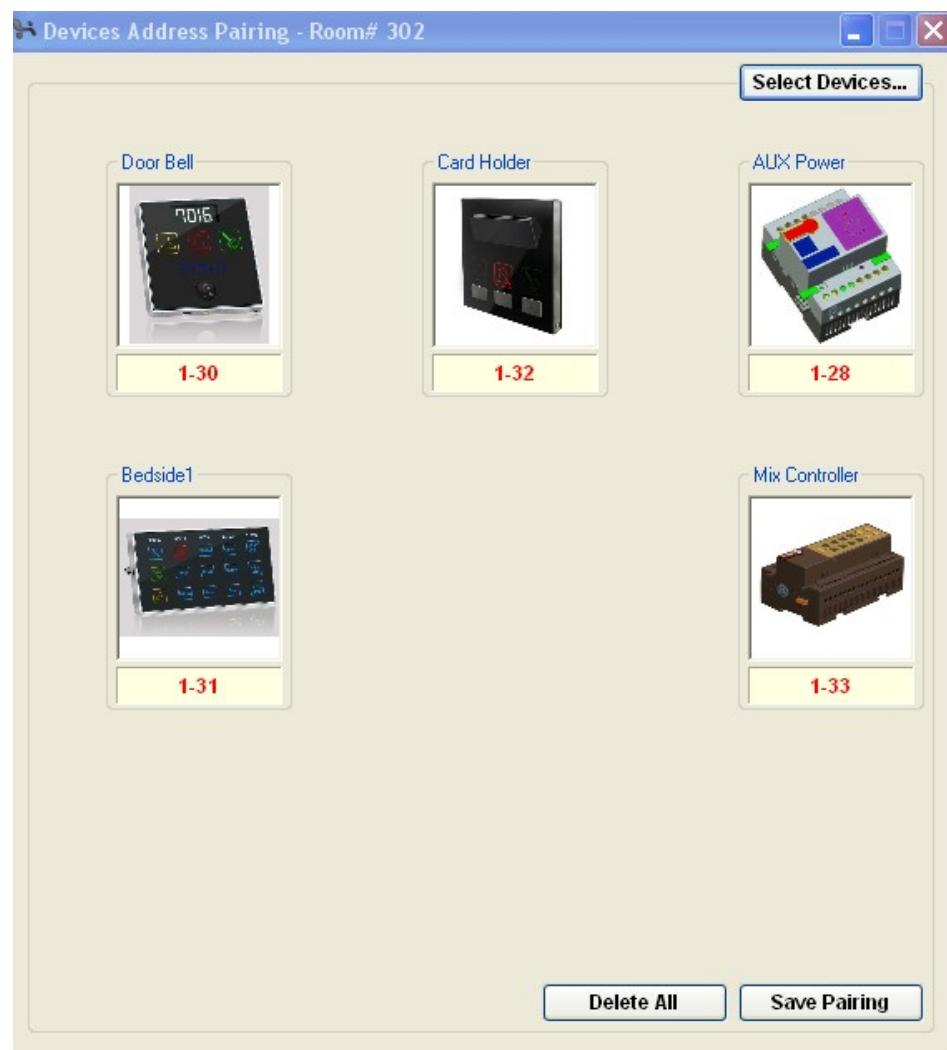 Devices Address Pairing - Room# 302
Select Devices...
Door Bell
Card Holder
AUX Power
7016
1-30
1-32
1-28
Bedside1
Mix Controller
1-31
1-33
Delete All
Save Pairing